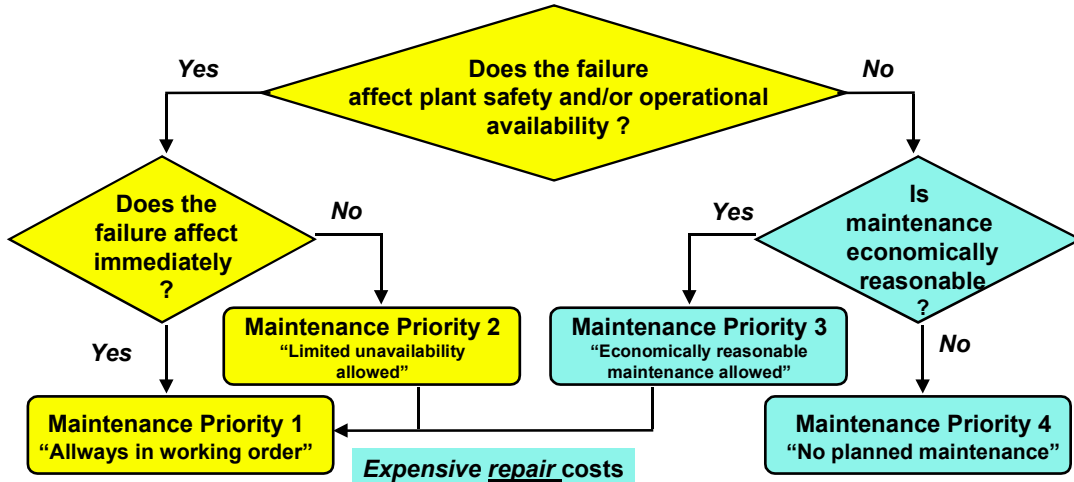 Yes
Does the failure
affect plant safety and/or operational
availability ?
No
Does the
failure affect
immediately
?
No
Yes
Is
maintenance
economically
reasonable
?
Yes
Maintenance Priority 2
“Limited unavailability
allowed”
Maintenance Priority 3
“Economically reasonable
maintenance allowed”
No
Maintenance Priority 1
“Allways in working order”
Maintenance Priority 4
“No planned maintenance”
Expensive repair costs